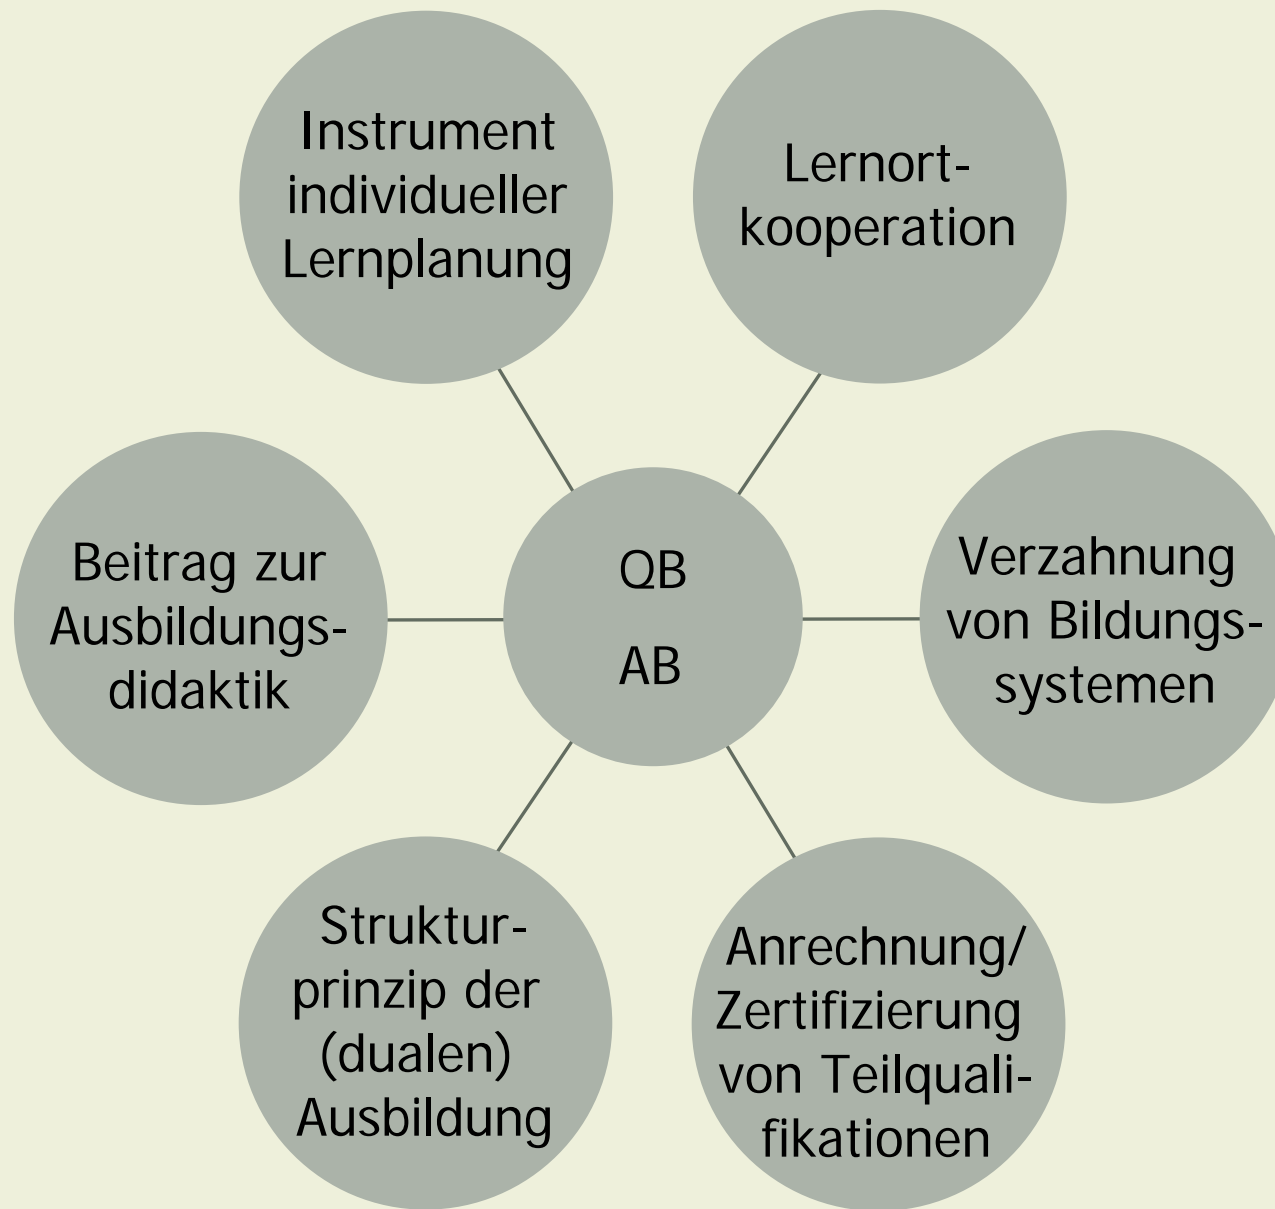 Instrument
individueller
Lernplanung
Lernort-
kooperation
Beitrag zur
Ausbildungs-
didaktik
QB
AB
Verzahnung
von Bildungs-
systemen
Struktur-
prinzip der
(dualen)
Ausbildung
Anrechnung/
Zertifizierung
von Teilquali-
fikationen